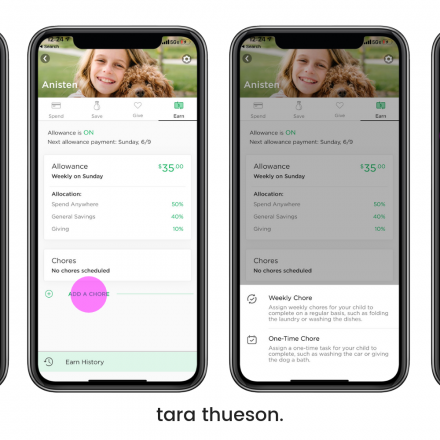 12:20
Search
5G
Anisten
Spend Save Give Earn
Allowance is ON
Next allowance payment: Sunday, 6/9
Allowance $35.00
Weekly on Sunday
Allocation:
Spend Anywhere 50%
General Savings 40%
Giving 10%
Chores
No chores scheduled
ADD A CHORE
Earn History
Search
5G
Anisten
Spend Save Give Earn
Allowance is ON
Next allowance payment: Sunday, 6/9
Allowance $35.00
Weekly on Sunday
Allocation:
Spend Anywhere 50%
General Savings 40%
Giving 10%
Chores
No chores scheduled
Weekly Chore
Assign weekly chores for your child to
complete on a regular basis, such as folding
the laundry or washing the dishes.
One-Time Chore
Assign a one-time task for your child to
complete, such as washing the car or giving
the dog a bath.
tara thueson.